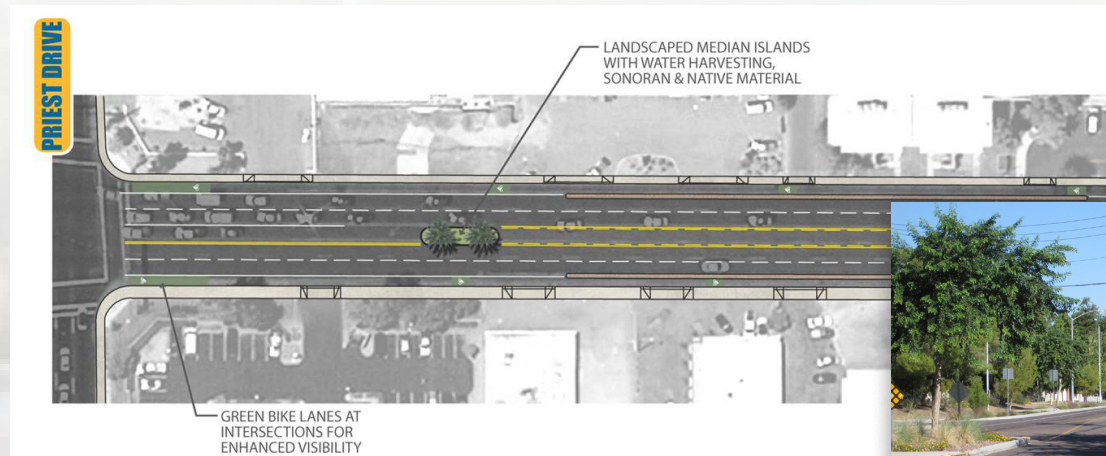 PRIEST DRIVE
LANDSCAPED MEDIAN ISLANDS
WITH WATER HARVESTING,
SONORAN & NATIVE MATERIAL
GREEN BIKE LANES AT
INTERSECTIONS FOR
ENHANCED VISIBILITY